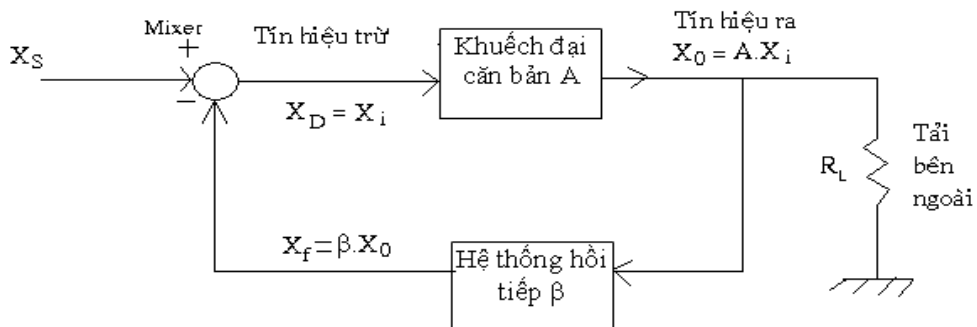 Mixer
+
X_S
−
Tín hiệu trừ
X_D = X_i
Khuếch đại
căn bản A
Tín hiệu ra
X_0 = A.X_i
R_L
Tải
bên
ngoài
X_f = β.X_0
Hệ thống hồi
tiếp β